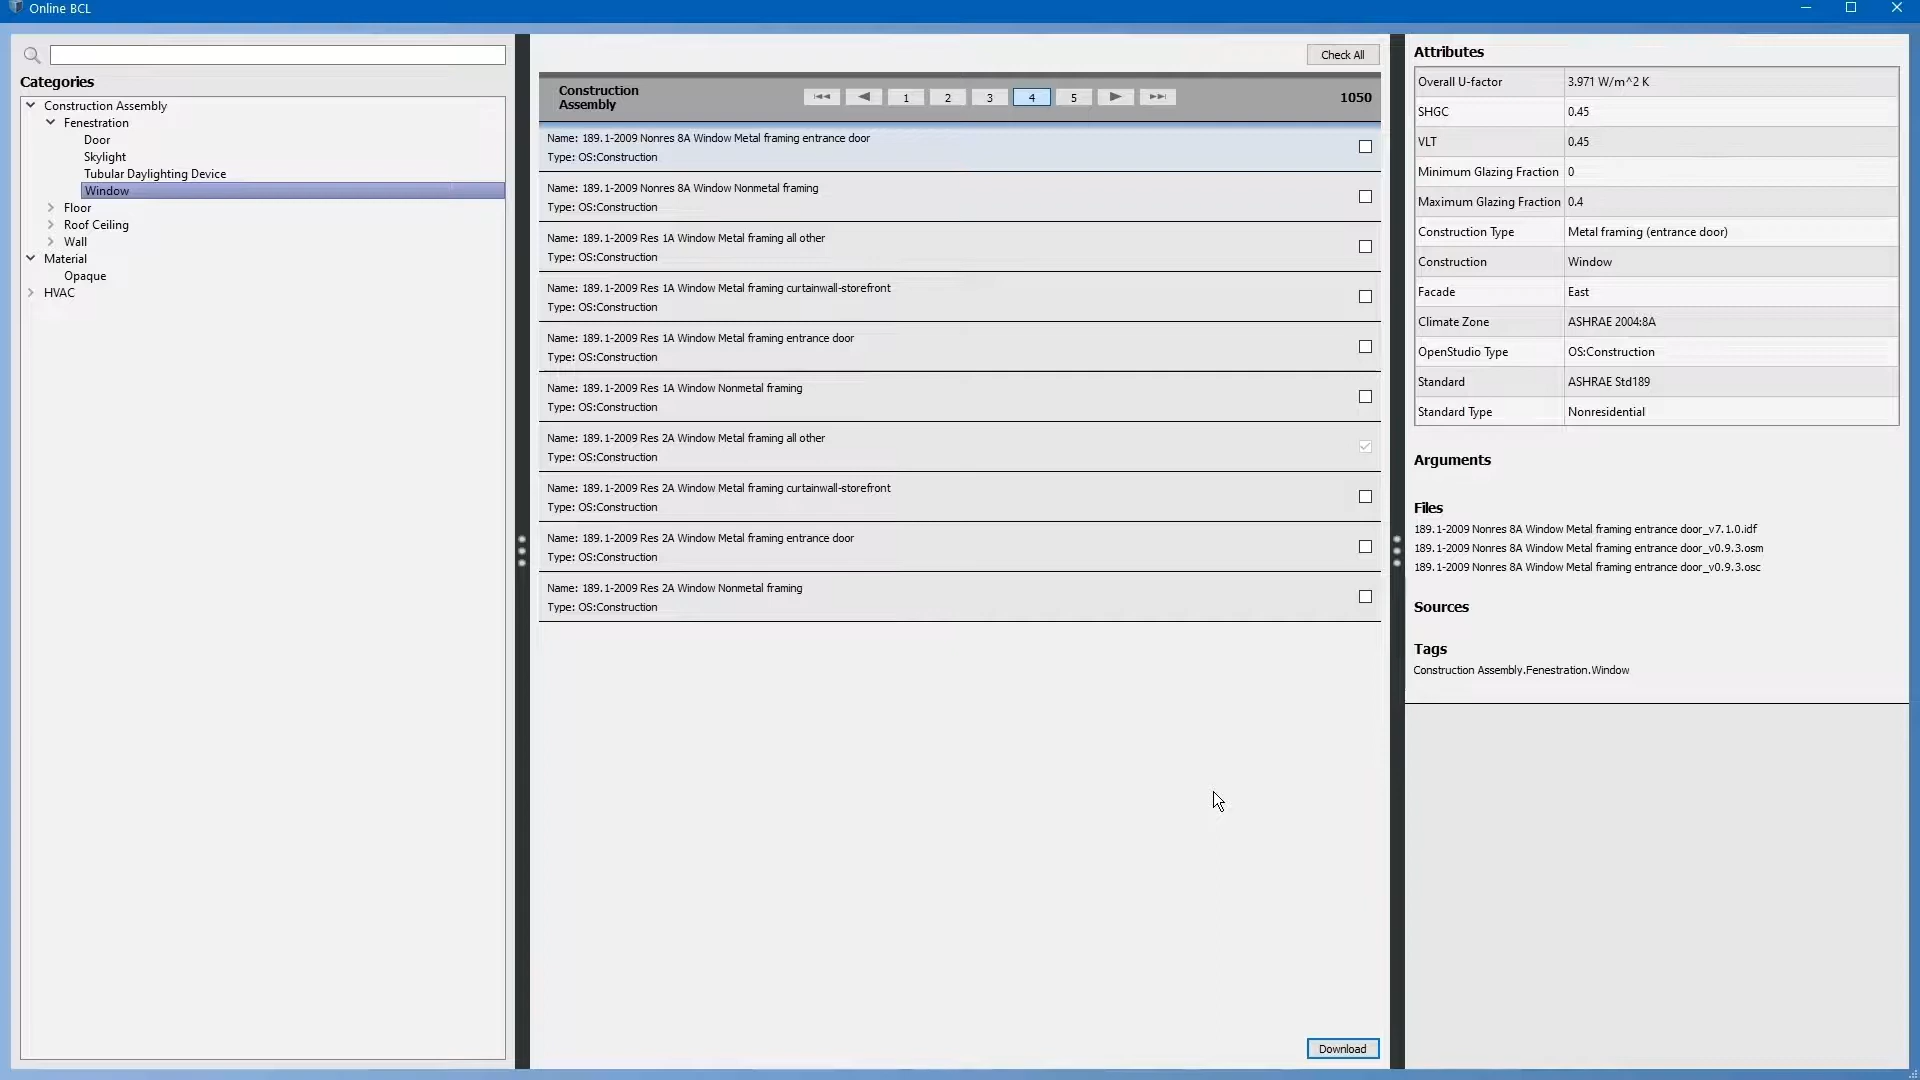 Online BCL
Categories
Construction Assembly
Fenestration
Door
Skylight
Tubular Daylighting Device
Window
Floor
Roof Ceiling
Wall
Material
Opaque
HVAC
Check All
Construction
Assembly
1 2 3 4 5
1050
Name: 189.1-2009 Nonres 8A Window Metal framing entrance door
Type: OS:Construction
Name: 189.1-2009 Nonres 8A Window Nonmetal framing
Type: OS:Construction
Name: 189.1-2009 Res 1A Window Metal framing all other
Type: OS:Construction
Name: 189.1-2009 Res 1A Window Metal framing curtainwall-storefront
Type: OS:Construction
Name: 189.1-2009 Res 1A Window Metal framing entrance door
Type: OS:Construction
Name: 189.1-2009 Res 1A Window Nonmetal framing
Type: OS:Construction
Name: 189.1-2009 Res 2A Window Metal framing all other
Type: OS:Construction
Name: 189.1-2009 Res 2A Window Metal framing curtainwall-storefront
Type: OS:Construction
Name: 189.1-2009 Res 2A Window Metal framing entrance door
Type: OS:Construction
Name: 189.1-2009 Res 2A Window Nonmetal framing
Type: OS:Construction
Download
Attributes
Overall U-factor 3.971 W/m^2 K
SHGC 0.45
VLT 0.45
Minimum Glazing Fraction 0
Maximum Glazing Fraction 0.4
Construction Type Metal framing (entrance door)
Construction Window
Facade East
Climate Zone ASHRAE 2004:8A
OpenStudio Type OS:Construction
Standard ASHRAE Std189
Standard Type Nonresidential
Arguments
Files
189.1-2009 Nonres 8A Window Metal framing entrance door_v7.1.0.idf
189.1-2009 Nonres 8A Window Metal framing entrance door_v0.9.3.osm
189.1-2009 Nonres 8A Window Metal framing entrance door_v0.9.3.osc
Sources
Tags
Construction Assembly.Fenestration.Window